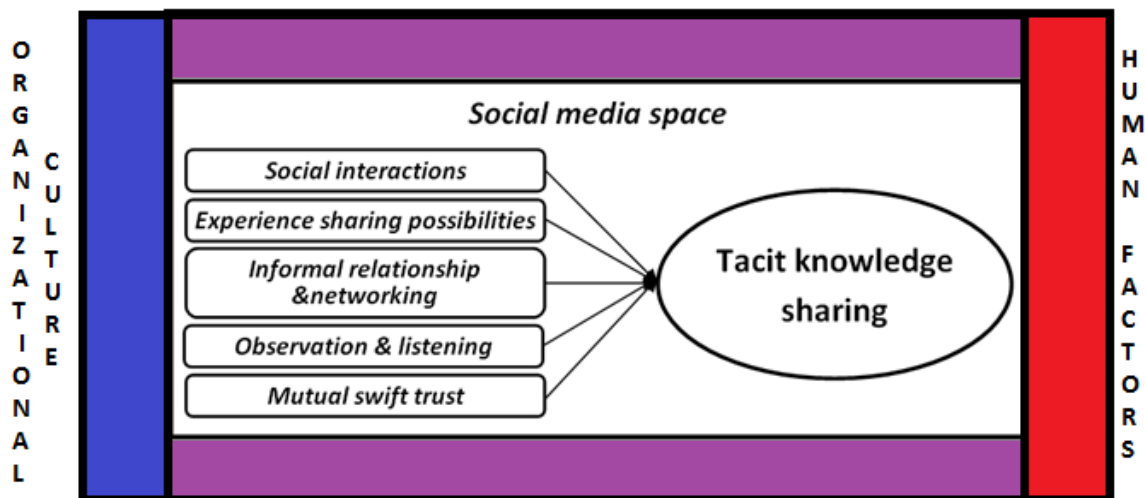 ORGANIZATIONAL
CULTURE
Social media space
Social interactions
Experience sharing possibilities
Informal relationship
&networking
Observation & listening
Mutual swift trust
Tacit knowledge
sharing
HUMAN FACTORS